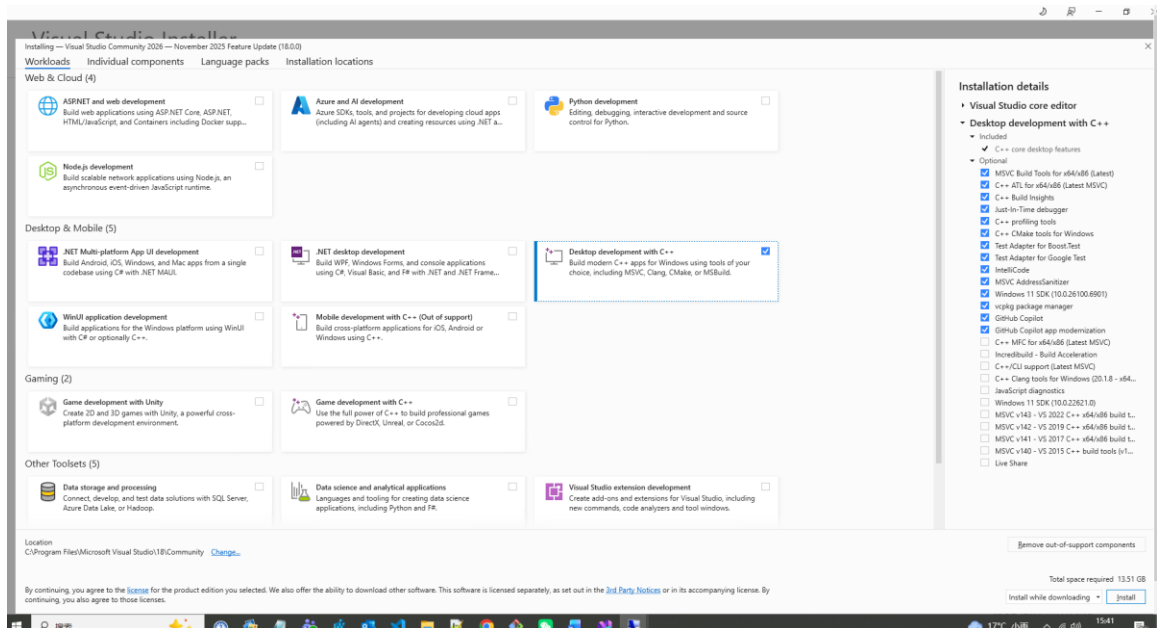 Visual Studio Installer
Installing — Visual Studio Community 2026 — November 2025 Feature Update (18.0.0)
Workloads Individual components Language packs Installation locations
Web & Cloud (4)
ASP.NET and web development
Build web applications using ASP.NET Core, ASP.NET,
HTML/JavaScript, and Containers including Docker supp...
Azure and AI development
Azure SDKs, tools, and projects for developing cloud apps
(including AI agents) and creating resources using .NET a...
Python development
Editing, debugging, interactive development and source
control for Python.
Node.js development
Build scalable network applications using Node.js, an
asynchronous event-driven JavaScript runtime.
Desktop & Mobile (5)
.NET Multi-platform App UI development
Build Android, iOS, Windows, and Mac apps from a single
codebase using C# with .NET MAUI.
.NET desktop development
Build WPF, Windows Forms, and console applications
using C#, Visual Basic, and F# with .NET and .NET Frame...
Desktop development with C++
Build modern C++ apps for Windows using tools of your
choice, including MSVC, Clang, CMake, or MSBuild.
WinUI application development
Build applications for the Windows platform using WinUI
with C# or optionally C++.
Mobile development with C++ (Out of support)
Build cross-platform applications for iOS, Android or
Windows using C++.
Gaming (2)
Game development with Unity
Create 2D and 3D games with Unity, a powerful cross-
platform development environment.
Game development with C++
Use the full power of C++ to build professional games
powered by DirectX, Unreal, or Cocos2d.
Other Toolsets (5)
Data storage and processing
Connect, develop, and test data solutions with SQL Server,
Azure Data Lake, or Hadoop.
Data science and analytical applications
Languages and tooling for creating data science
applications, including Python and F#.
Visual Studio extension development
Create add-ons and extensions for Visual Studio, including
new commands, code analyzers and tool windows.
Installation details
Visual Studio core editor
Desktop development with C++
Included
C++ core desktop features
Optional
MSVC Build Tools for x64/x86 (Latest)
C++ ATL for x64/x86 (Latest MSVC)
C++ Build Insights
Just-In-Time debugger
C++ profiling tools
C++ CMake tools for Windows
Test Adapter for Boost.Test
Test Adapter for Google Test
IntelliCode
MSVC AddressSanitizer
Windows 11 SDK (10.0.26100.6901)
vcpkg package manager
GitHub Copilot
GitHub Copilot app modernization
C++ MFC for x64/x86 (Latest MSVC)
Incredibuild - Build Acceleration
C++/CLI support (Latest MSVC)
C++ Clang tools for Windows (20.1.8 - x64...
JavaScript diagnostics
Windows 11 SDK (10.0.22621.0)
MSVC v143 - VS 2022 C++ x64/x86 build t...
MSVC v142 - VS 2019 C++ x64/x86 build t...
MSVC v141 - VS 2017 C++ x64/x86 build t...
MSVC v140 - VS 2015 C++ build tools (v1...
Live Share
Location
C:\Program Files\Microsoft Visual Studio\18\Community Change...
Remove out-of-support components
Total space required 13.51 GB
By continuing, you agree to the license for the product edition you selected. We also offer the ability to download other software. This software is licensed separately, as set out in the 3rd Party Notices or in its accompanying license. By
continuing, you also agree to those licenses.
Install while downloading Install
搜索 17°C 小雨 15:41